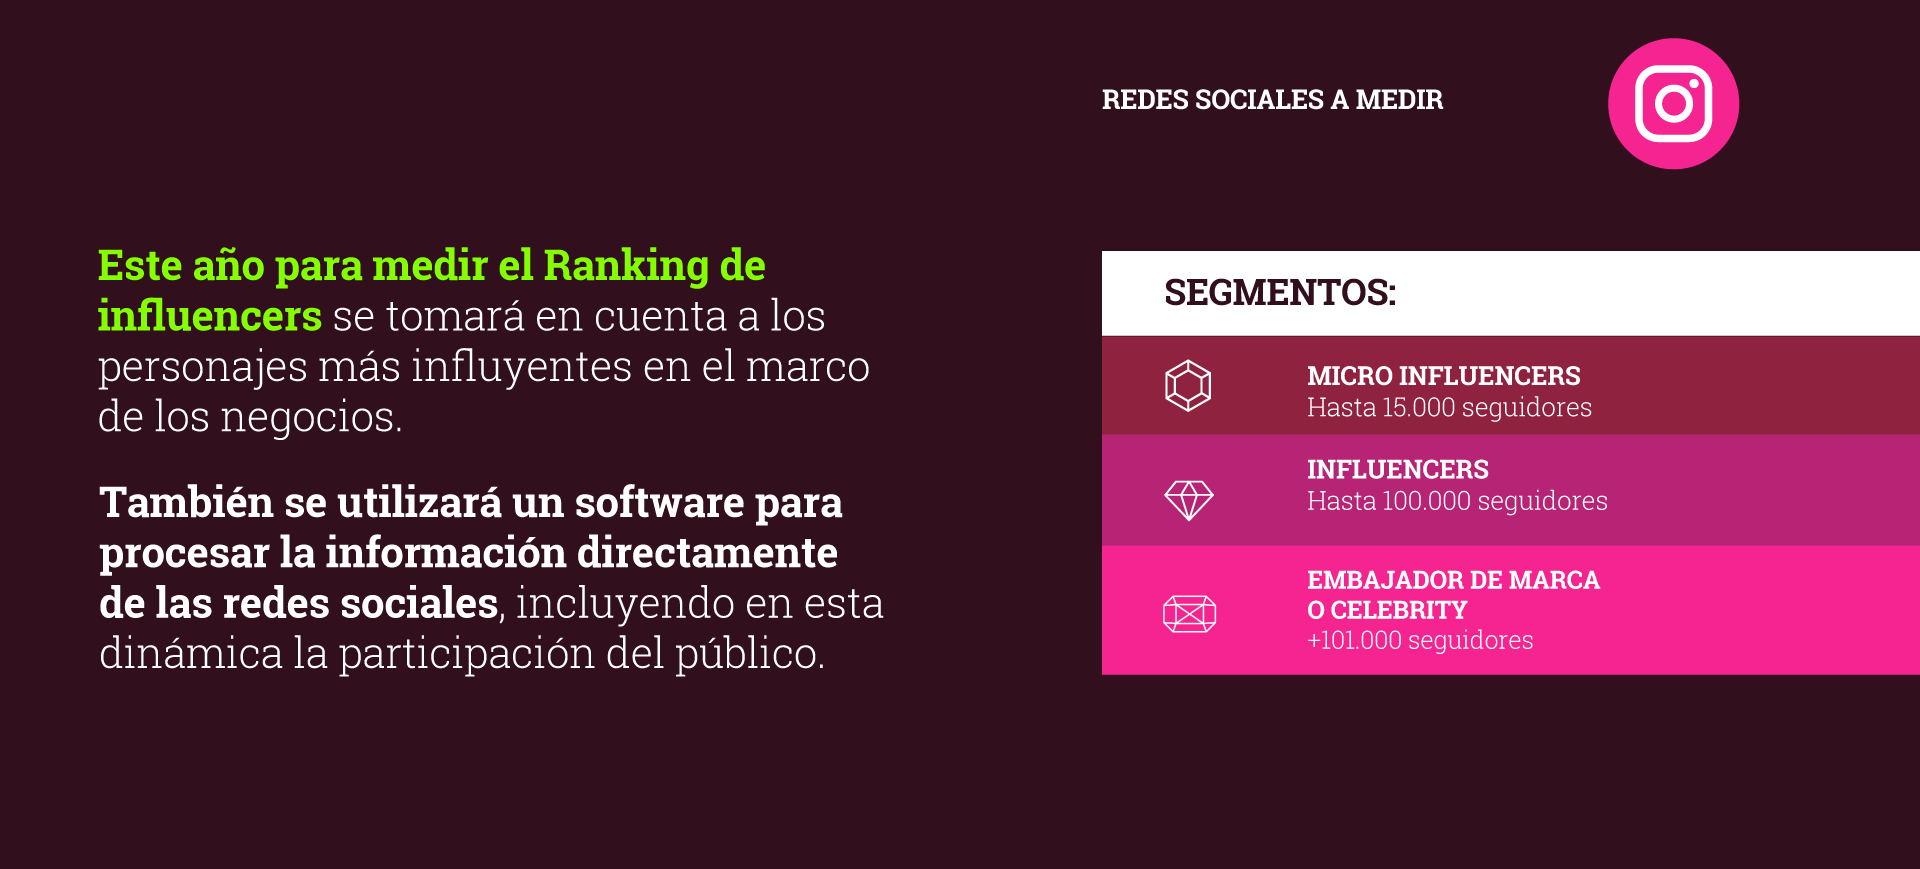 Este año para medir el Ranking de
influencers se tomará en cuenta a los
personajes más influyentes en el marco
de los negocios.
También se utilizará un software para
procesar la información directamente
de las redes sociales, incluyendo en esta
dinámica la participación del público.
REDES SOCIALES A MEDIR
SEGMENTOS:
MICRO INFLUENCERS
Hasta 15.000 seguidores
INFLUENCERS
Hasta 100.000 seguidores
EMBAJADOR DE MARCA
O CELEBRITY
+101.000 seguidores